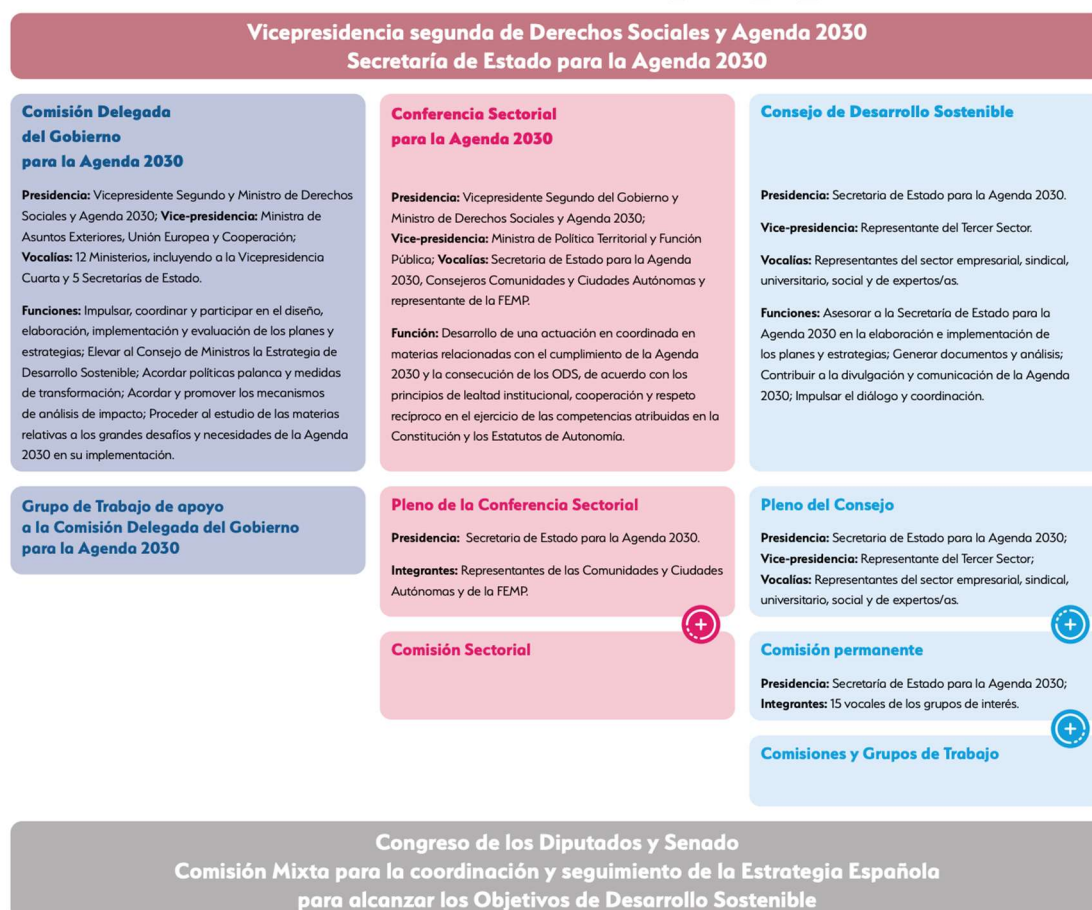 Vicepresidencia segunda de Derechos Sociales y Agenda 2030
Secretaría de Estado para la Agenda 2030
Comisión Delegada
del Gobierno
para la Agenda 2030
Presidencia: Vicepresidente Segundo y Ministro de Derechos
Sociales y Agenda 2030; Vice-presidencia: Ministra de
Asuntos Exteriores, Unión Europea y Cooperación;
Vocalías: 12 Ministerios, incluyendo a la Vicepresidencia
Cuarta y 5 Secretarías de Estado.
Funciones: Impulsar, coordinar y participar en el diseño,
elaboración, implementación y evaluación de los planes y
estrategias; Elevar al Consejo de Ministros la Estrategia de
Desarrollo Sostenible; Acordar políticas palanca y medidas
de transformación; Acordar y promover los mecanismos
de análisis de impacto; Proceder al estudio de las materias
relativas a los grandes desafíos y necesidades de la Agenda
2030 en su implementación.
Grupo de Trabajo de apoyo
a la Comisión Delegada del Gobierno
para la Agenda 2030
Conferencia Sectorial
para la Agenda 2030
Presidencia: Vicepresidente Segundo del Gobierno y
Ministro de Derechos Sociales y Agenda 2030;
Vice-presidencia: Ministra de Política Territorial y Función
Pública; Vocalías: Secretaria de Estado para la Agenda
2030, Consejeros Comunidades y Ciudades Autónomas y
representante de la FEMP.
Función: Desarrollo de una actuación en coordinada en
materias relacionadas con el cumplimiento de la Agenda
2030 y la consecución de los ODS, de acuerdo con los
principios de lealtad institucional, cooperación y respeto
recíproco en el ejercicio de las competencias atribuidas en la
Constitución y los Estatutos de Autonomía.
Pleno de la Conferencia Sectorial
Presidencia: Secretaria de Estado para la Agenda 2030.
Integrantes: Representantes de las Comunidades y Ciudades
Autónomas y de la FEMP.
+
Comisión Sectorial
Consejo de Desarrollo Sostenible
Presidencia: Secretaria de Estado para la Agenda 2030.
Vice-presidencia: Representante del Tercer Sector.
Vocalías: Representantes del sector empresarial, sindical,
universitario, social y de expertos/as.
Funciones: Asesorar a la Secretaría de Estado para la
Agenda 2030 en la elaboración e implementación de
los planes y estrategias; Generar documentos y análisis;
Contribuir a la divulgación y comunicación de la Agenda
2030; Impulsar el diálogo y coordinación.
Pleno del Consejo
Presidencia: Secretaria de Estado para la Agenda 2030;
Vice-presidencia: Representante del Tercer Sector;
Vocalías: Representantes del sector empresarial, sindical,
universitario, social y de expertos/as.
+
Comisión permanente
Presidencia: Secretaría de Estado para la Agenda 2030;
Integrantes: 15 vocales de los grupos de interés.
+
Comisiones y Grupos de Trabajo
Congreso de los Diputados y Senado
Comisión Mixta para la coordinación y seguimiento de la Estrategia Española
para alcanzar los Objetivos de Desarrollo Sostenible